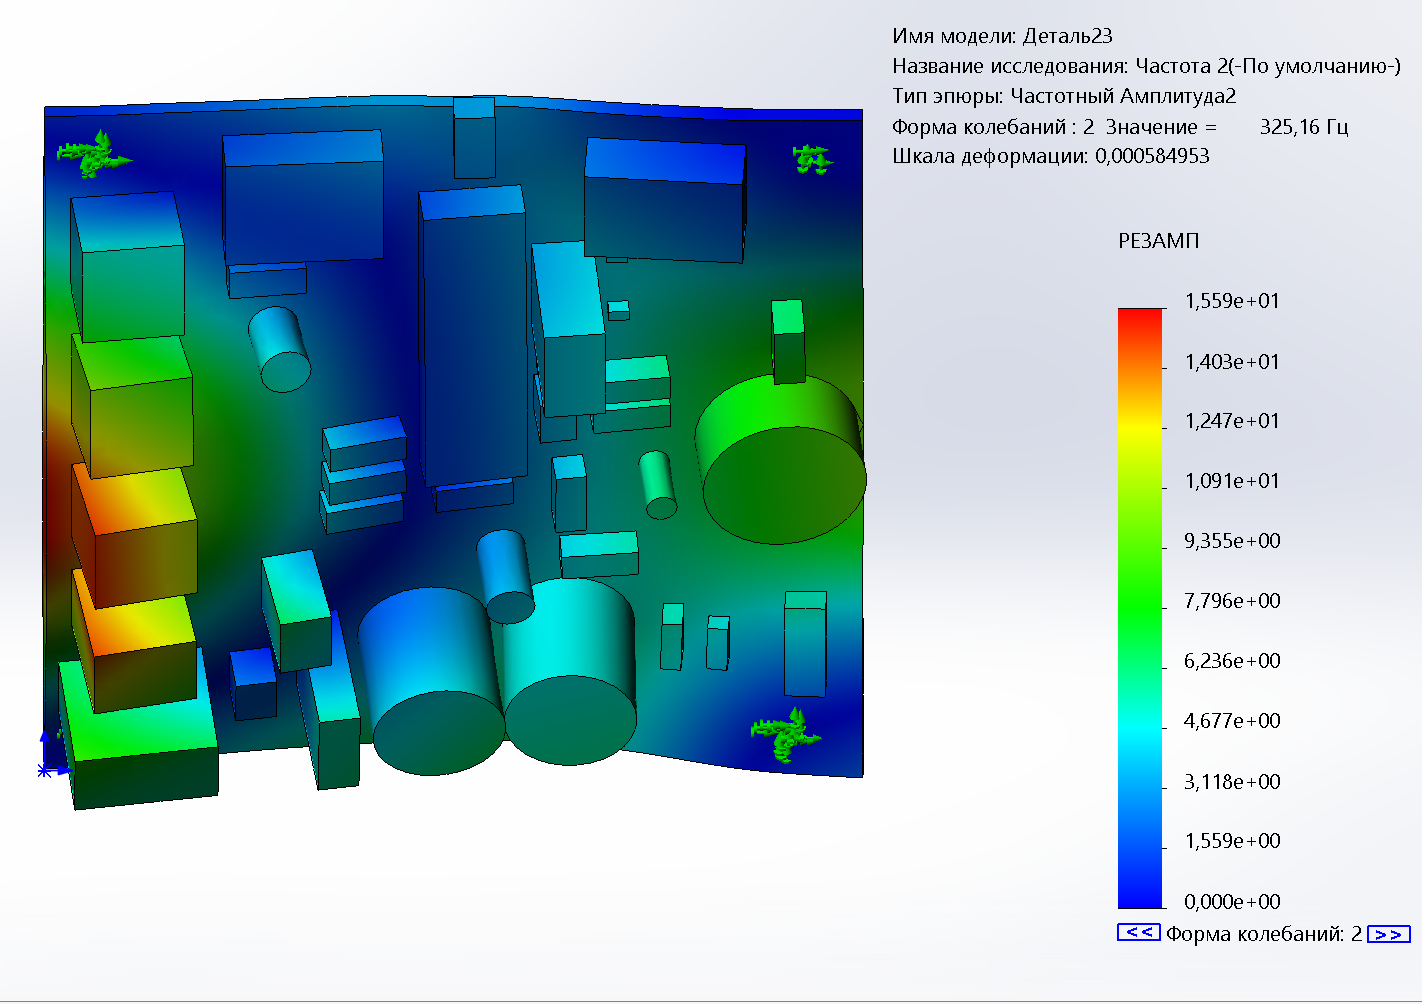 Имя модели: Деталь23
Название исследования: Частота 2(-По умолчанию-)
Тип эпюры: Частотный Амплитуда2
Форма колебаний : 2 Значение = 325,16 Гц
Шкала деформации: 0,000584953
РЕЗАМП
1,559e+01
1,403e+01
1,247e+01
1,091e+01
9,355e+00
7,796e+00
6,236e+00
4,677e+00
3,118e+00
1,559e+00
0,000e+00
<< Форма колебаний: 2 >>